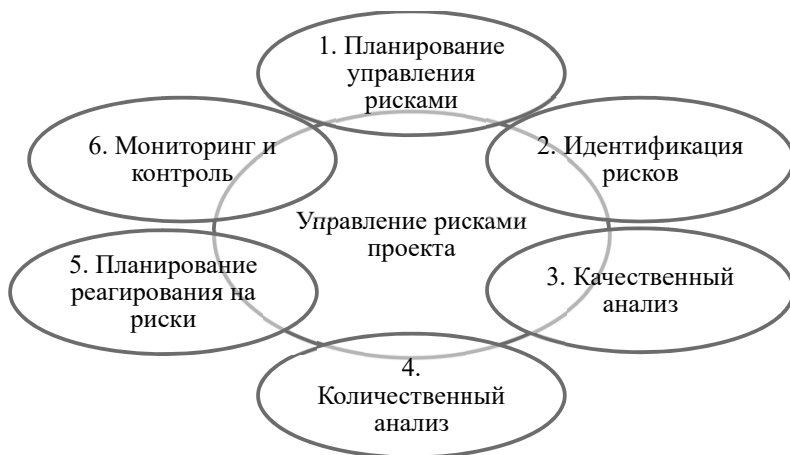 1. Планирование
управления
рисками
2. Идентификация
рисков
3. Качественный
анализ
4.
Количественный
анализ
5. Планирование
реагирования на
риски
6. Мониторинг и
контроль
Управление рисками
проекта